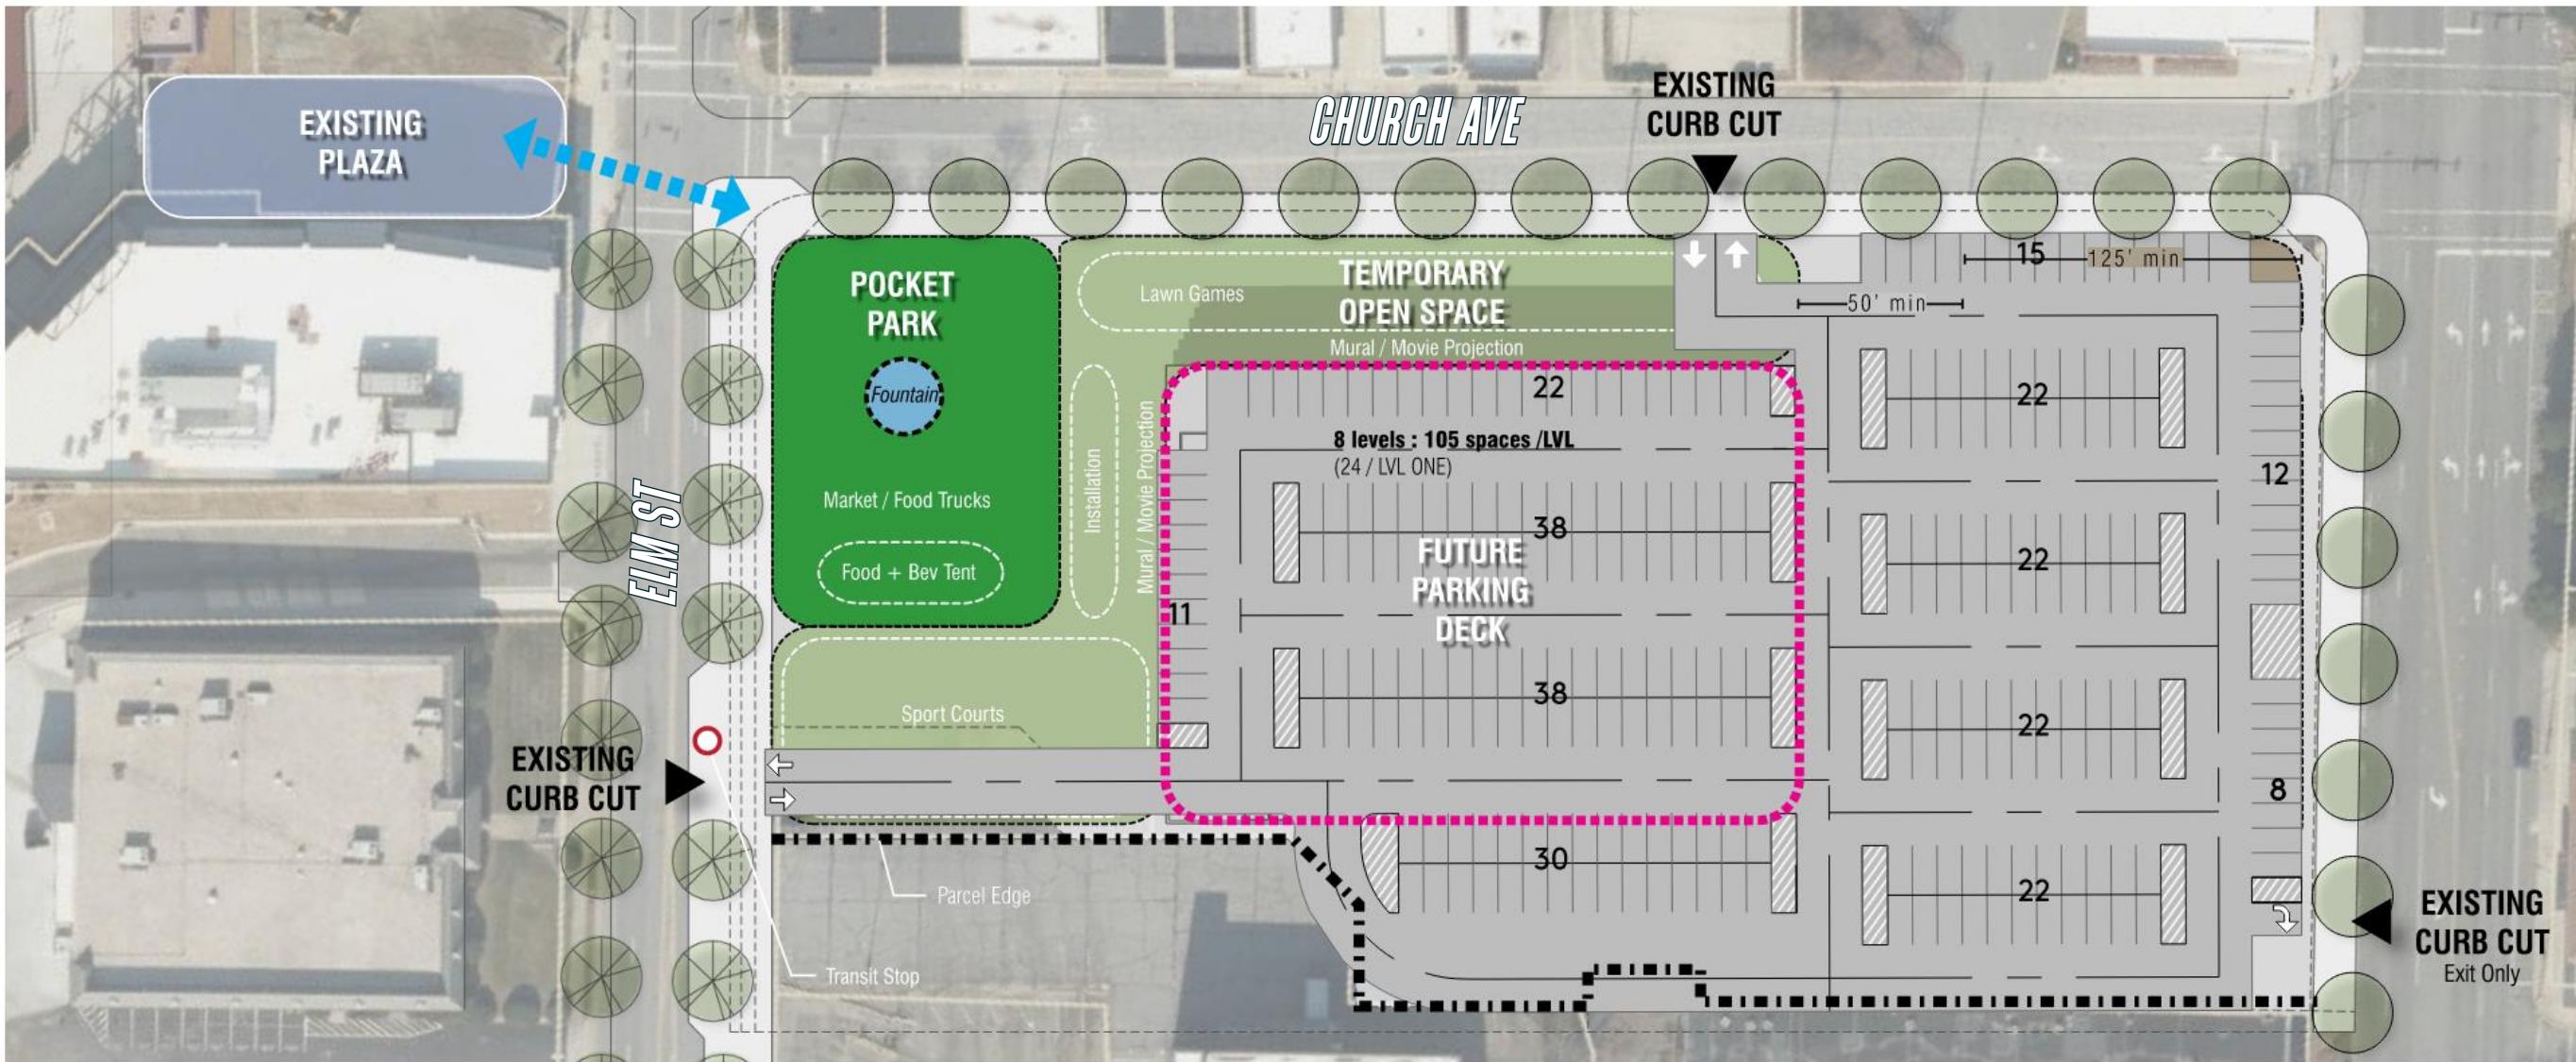 EXISTING
PLAZA
CHURCH AVE
EXISTING
CURB CUT
POCKET
PARK
Fountain
Market / Food Trucks
Food + Bev Tent
Lawn Games
TEMPORARY
OPEN SPACE
Mural / Movie Projection
15
125' min
50' min
Installation
Mural / Movie Projection
22
8 levels : 105 spaces /LVL
(24 / LVL ONE)
38
FUTURE
PARKING
DECK
11
38
30
22
22
22
22
12
8
ELM ST
Sport Courts
EXISTING
CURB CUT
Parcel Edge
Transit Stop
EXISTING
CURB CUT
Exit Only